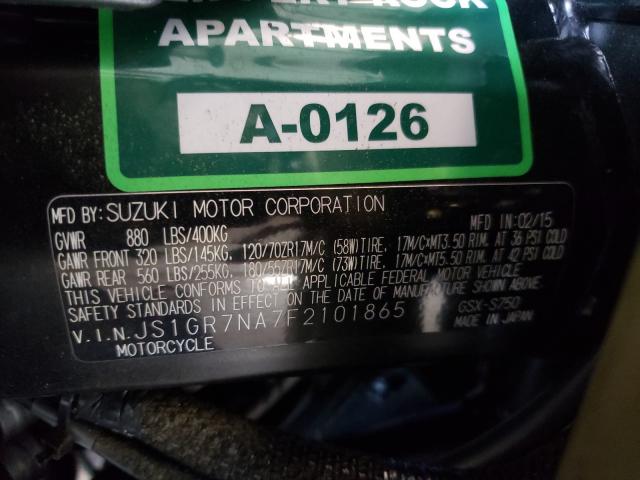 APARTMENTS
A-0126
MFD BY: SUZUKI MOTOR CORPORATION MFD IN: 02/15
GVWR 880 LBS/400KG
GAWR FRONT 320 LBS/145KG, 120/70ZR17M/C (58W) TIRE, 17M/C×MT3.50 RIM. AT 36 PSI COLD
GAWR REAR 560 LBS/255KG, 180/55ZR17M/C (73W) TIRE, 17M/C×MT5.50 RIM. AT 42 PSI COLD
THIS VEHICLE CONFORMS TO ALL APPLICABLE FEDERAL MOTOR VEHICLE
SAFETY STANDARDS IN EFFECT ON THE DATE OF MANUFACTURE SHOWN ABOVE.
V.I.N. JS1GR7NA7F2101865 GSX-S750
MOTORCYCLE MADE IN JAPAN